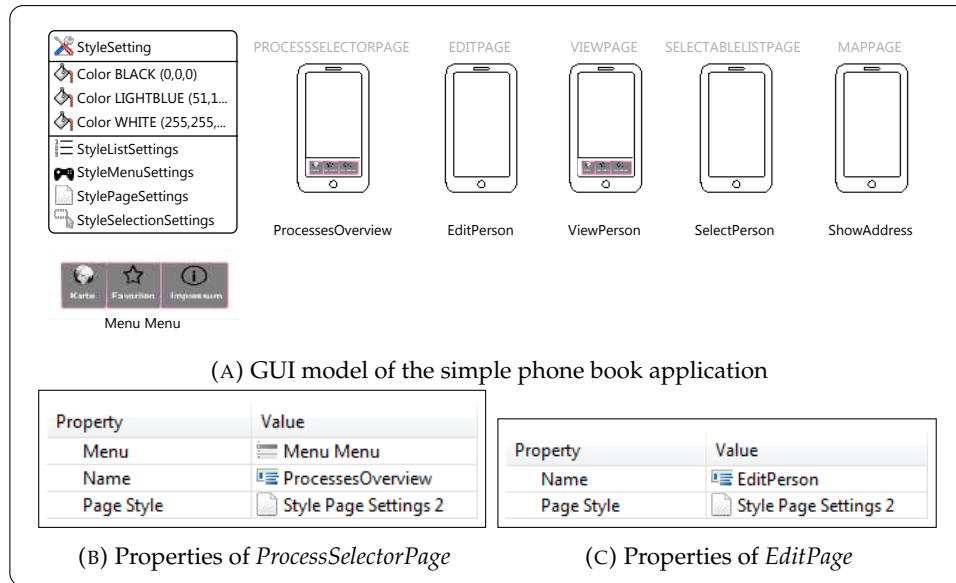 StyleSetting
Color BLACK (0,0,0)
Color LIGHTBLUE (51,1...
Color WHITE (255,255,...
StyleListSettings
StyleMenuSettings
StylePageSettings
StyleSelectionSettings
PROCESSSELECTORPAGE EDITPAGE VIEWPAGE SELECTABLELISTPAGE MAPPAGE
ProcessesOverview EditPerson ViewPerson SelectPerson ShowAddress
Karte Favoriten Impressum
Menu Menu
(A) GUI model of the simple phone book application
Property Value
Menu Menu Menu
Name ProcessesOverview
Page Style Style Page Settings 2
(B) Properties of ProcessSelectorPage
Property Value
Name EditPerson
Page Style Style Page Settings 2
(C) Properties of EditPage